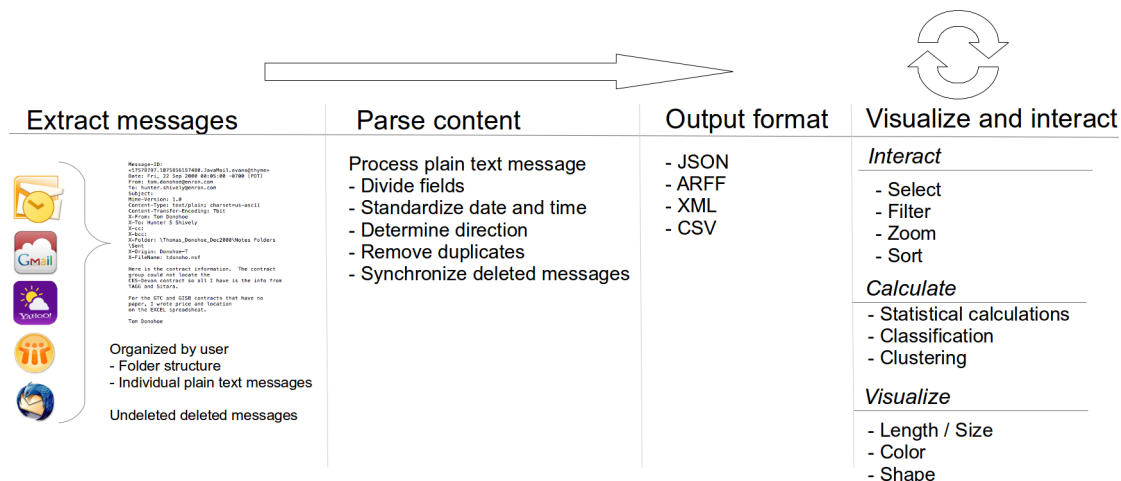 Extract messages
Message-ID:
<17578797.1075856157480.JavaMail.evans@thyme>
Date: Fri, 22 Sep 2000 00:05:00 -0700 (PDT)
From: tom.donohoe@enron.com
To: hunter.shively@enron.com
Subject:
Mime-Version: 1.0
Content-Type: text/plain; charset=us-ascii
Content-Transfer-Encoding: 7bit
X-From: Tom Donohoe
X-To: Hunter S Shively
X-cc:
X-bcc:
X-Folder: \Thomas_Donohoe_Dec2000\Notes Folders
\Sent
X-Origin: Donohoe-T
X-FileName: tdonoho.nsf
Here is the contract information.  The contract
group could not locate the
CES-Devon contract so all I have is the info from
TAGG and Sitara.
For the GTC and GISB contracts that have no
paper, I wrote price and location
on the EXCEL spreadsheet.
Tom Donohoe
GMail
YAHOO!
Organized by user
- Folder structure
- Individual plain text messages
Undeleted deleted messages
Parse content
Process plain text message
- Divide fields
- Standardize date and time
- Determine direction
- Remove duplicates
- Synchronize deleted messages
Output format
- JSON
- ARFF
- XML
- CSV
Visualize and interact
Interact
- Select
- Filter
- Zoom
- Sort
Calculate
- Statistical calculations
- Classification
- Clustering
Visualize
- Length / Size
- Color
- Shape